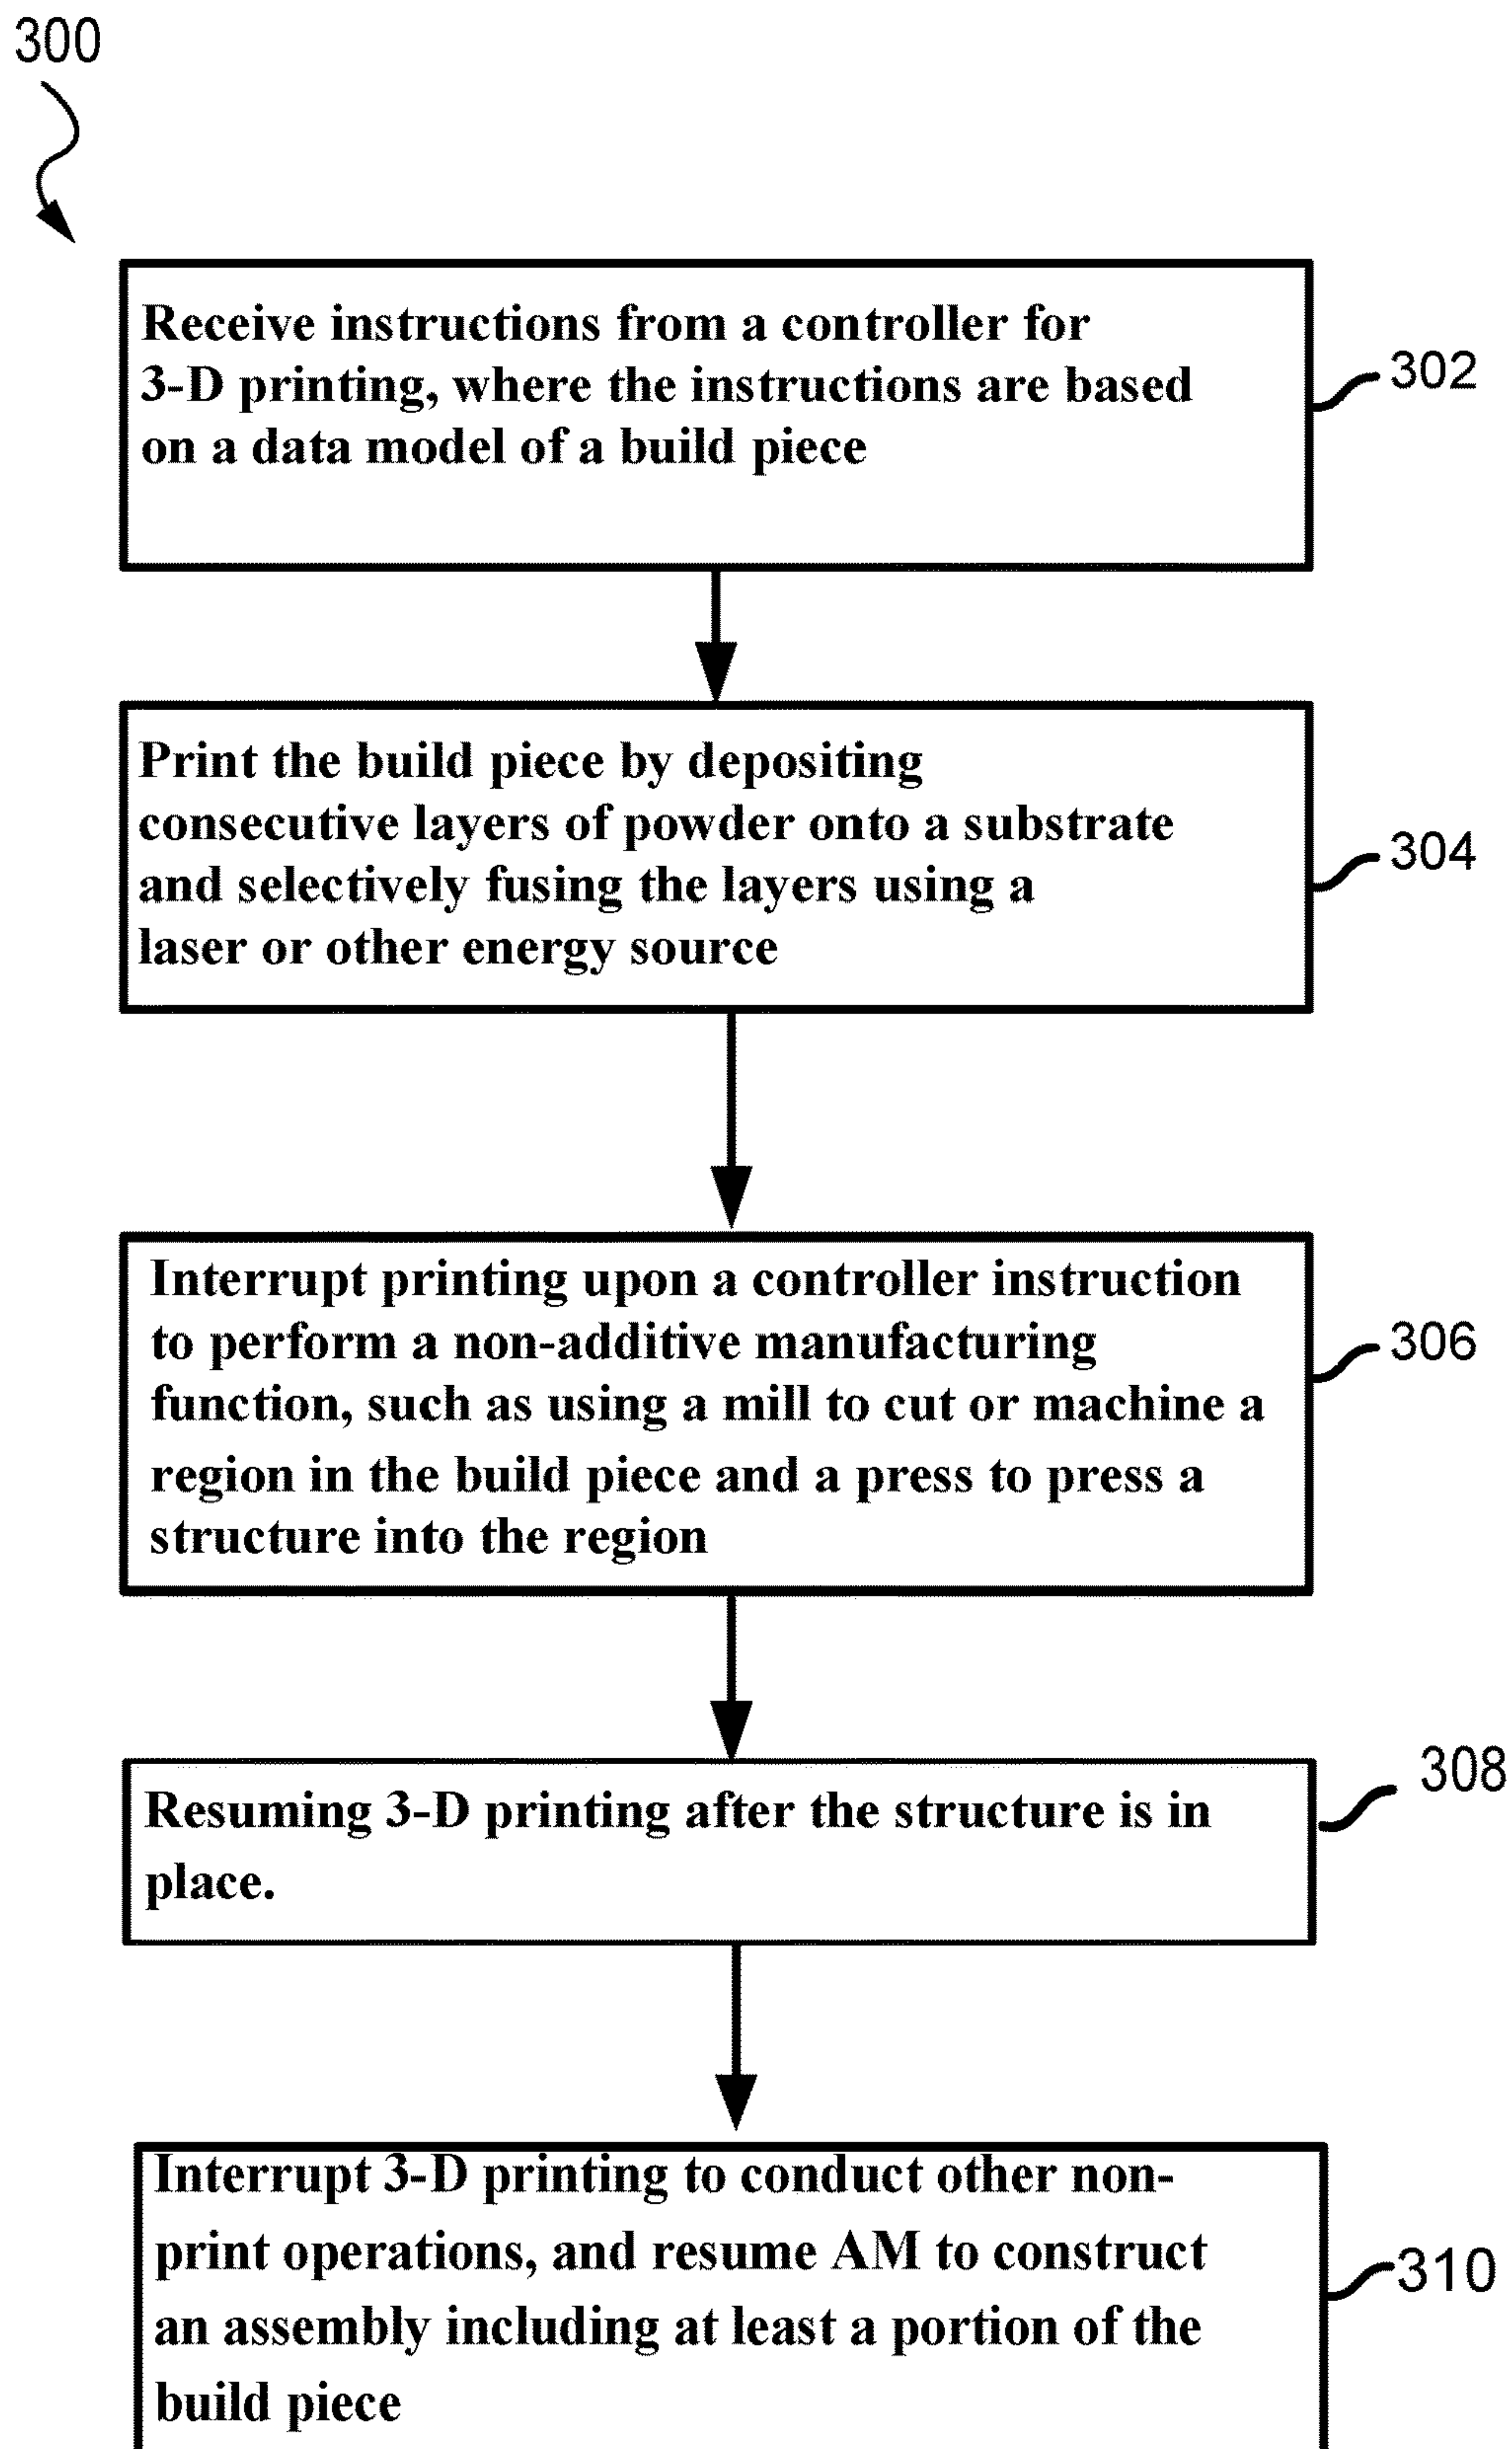 300
Receive instructions from a controller for
3-D printing, where the instructions are based
on a data model of a build piece
302
Print the build piece by depositing
consecutive layers of powder onto a substrate
and selectively fusing the layers using a
laser or other energy source
304
Interrupt printing upon a controller instruction
to perform a non-additive manufacturing
function, such as using a mill to cut or machine a
region in the build piece and a press to press a
structure into the region
306
Resuming 3-D printing after the structure is in
place.
308
Interrupt 3-D printing to conduct other non-
print operations, and resume AM to construct
an assembly including at least a portion of the
build piece
310